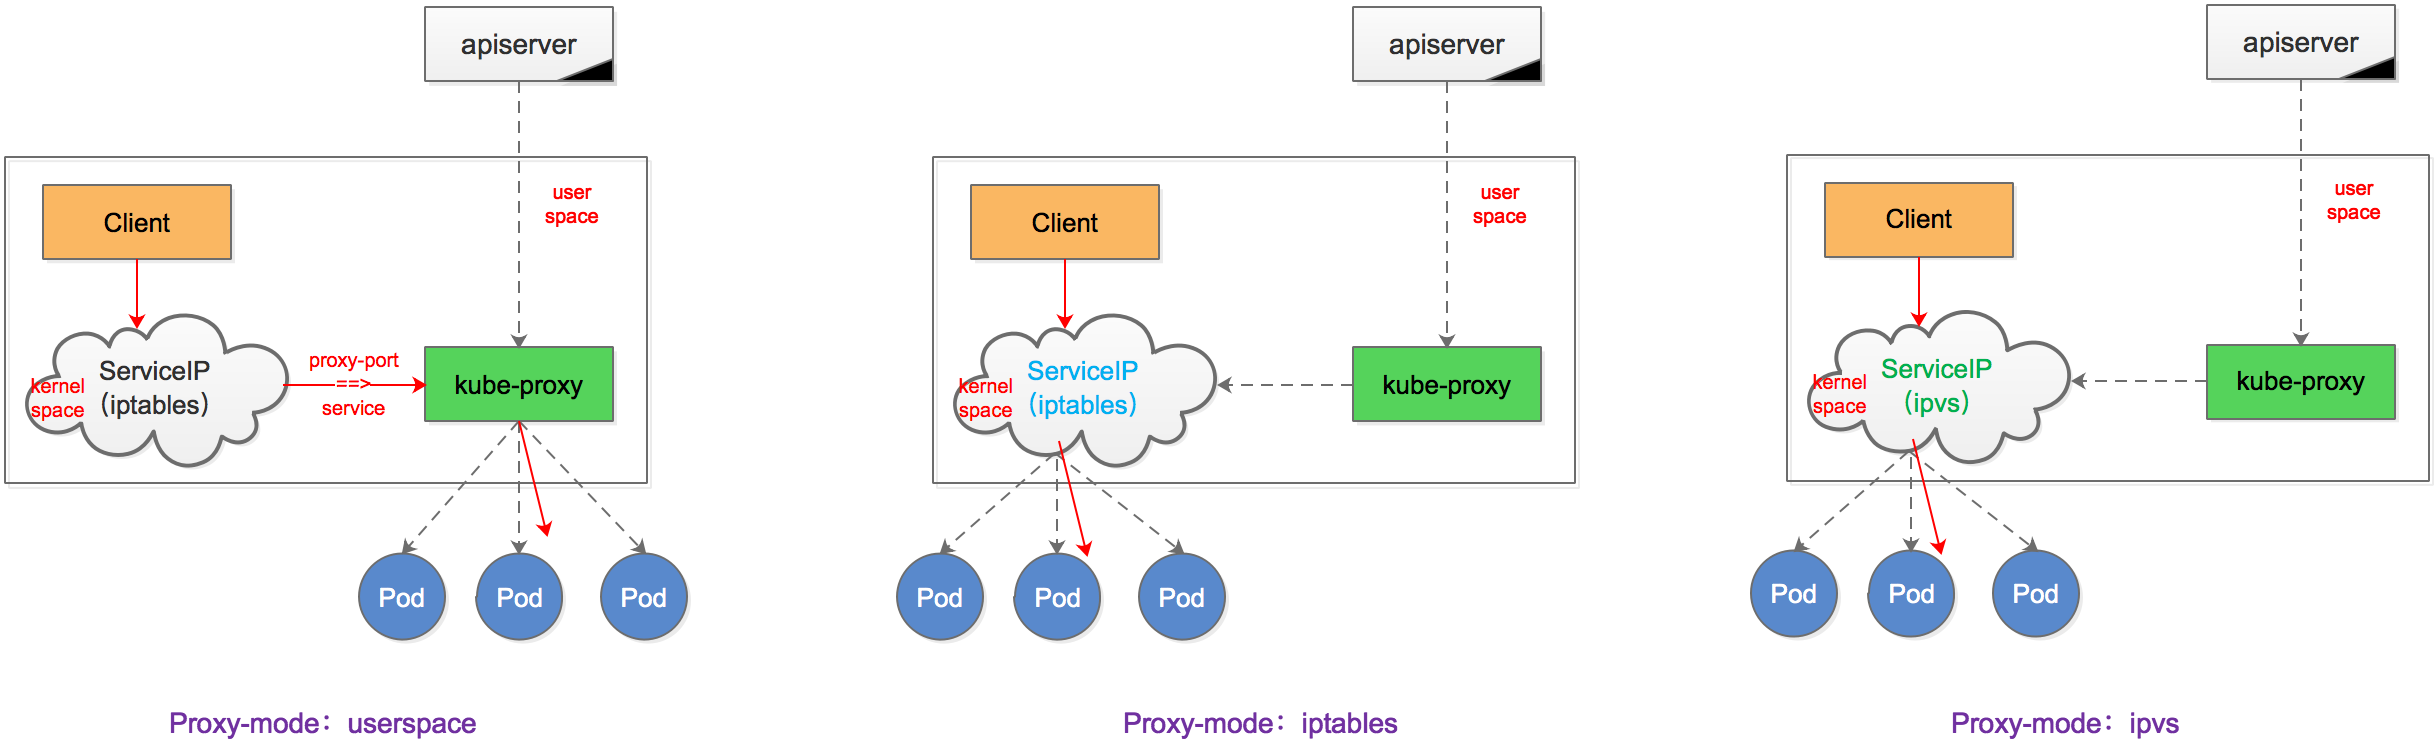 apiserver
user
space
Client
ServiceIP
（iptables）
kernel
space
proxy-port
==>
service
kube-proxy
Pod
Pod
Pod
Proxy-mode：userspace
apiserver
user
space
Client
ServiceIP
（iptables）
kernel
space
kube-proxy
Pod
Pod
Pod
Proxy-mode：iptables
apiserver
user
space
Client
ServiceIP
（ipvs）
kernel
space
kube-proxy
Pod
Pod
Pod
Proxy-mode：ipvs